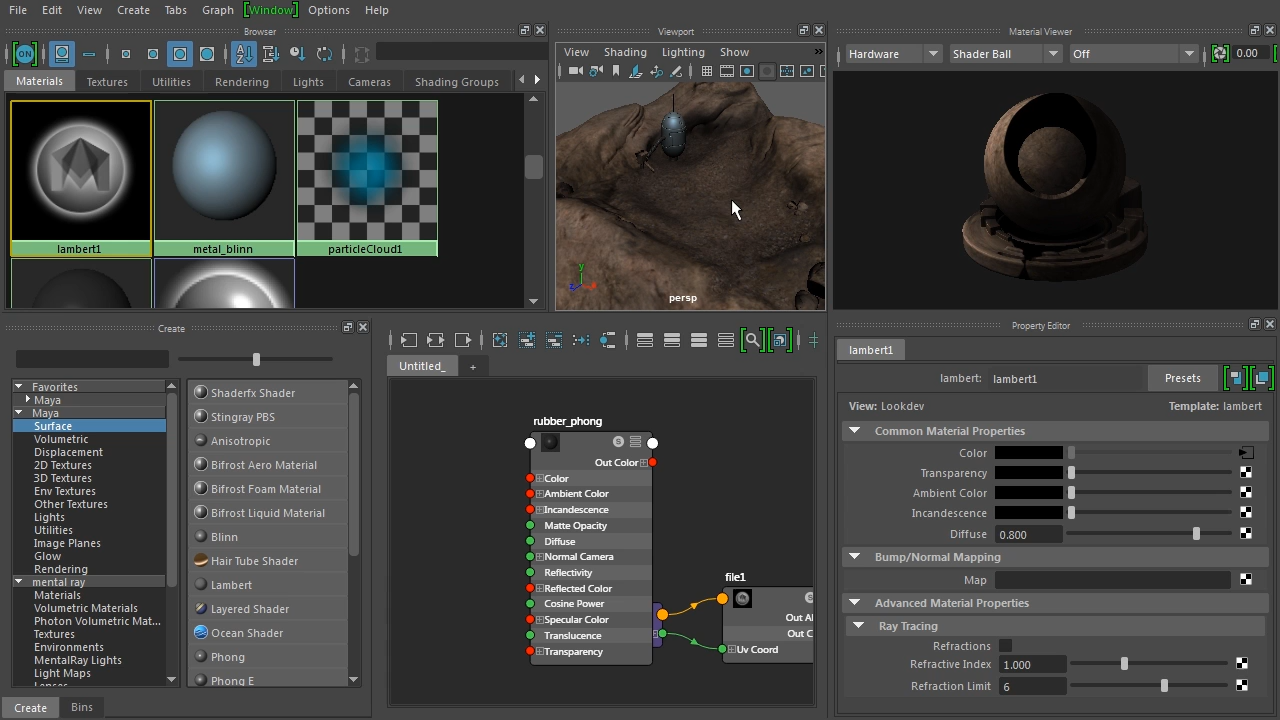 File Edit View Create Tabs Graph [Window] Options Help
Browser
ON
Materials Textures Utilities Rendering Lights Cameras Shading Groups
lambert1 metal_blinn particleCloud1
Viewport
View Shading Lighting Show »
y
persp
Material Viewer
Hardware Shader Ball Off 0.00
Create
Favorites
Maya
Maya
Surface
Volumetric
Displacement
2D Textures
3D Textures
Env Textures
Other Textures
Lights
Utilities
Image Planes
Glow
Rendering
mental ray
Materials
Volumetric Materials
Photon Volumetric Mat...
Textures
Environments
MentalRay Lights
Light Maps
Lenses
Shaderfx Shader
Stingray PBS
Anisotropic
Bifrost Aero Material
Bifrost Foam Material
Bifrost Liquid Material
Blinn
Hair Tube Shader
Lambert
Layered Shader
Ocean Shader
Phong
Phong E
Create Bins
Untitled_ +
rubber_phong
S
Out Color
Color
Ambient Color
Incandescence
Matte Opacity
Diffuse
Normal Camera
Reflectivity
Reflected Color
Cosine Power
Specular Color
Translucence
Transparency
file1
Out Al
Out C
Uv Coord
Property Editor
lambert1
lambert: lambert1 Presets
View: Lookdev Template: lambert
Common Material Properties
Color
Transparency
Ambient Color
Incandescence
Diffuse 0.800
Bump/Normal Mapping
Map
Advanced Material Properties
Ray Tracing
Refractions
Refractive Index 1.000
Refraction Limit 6